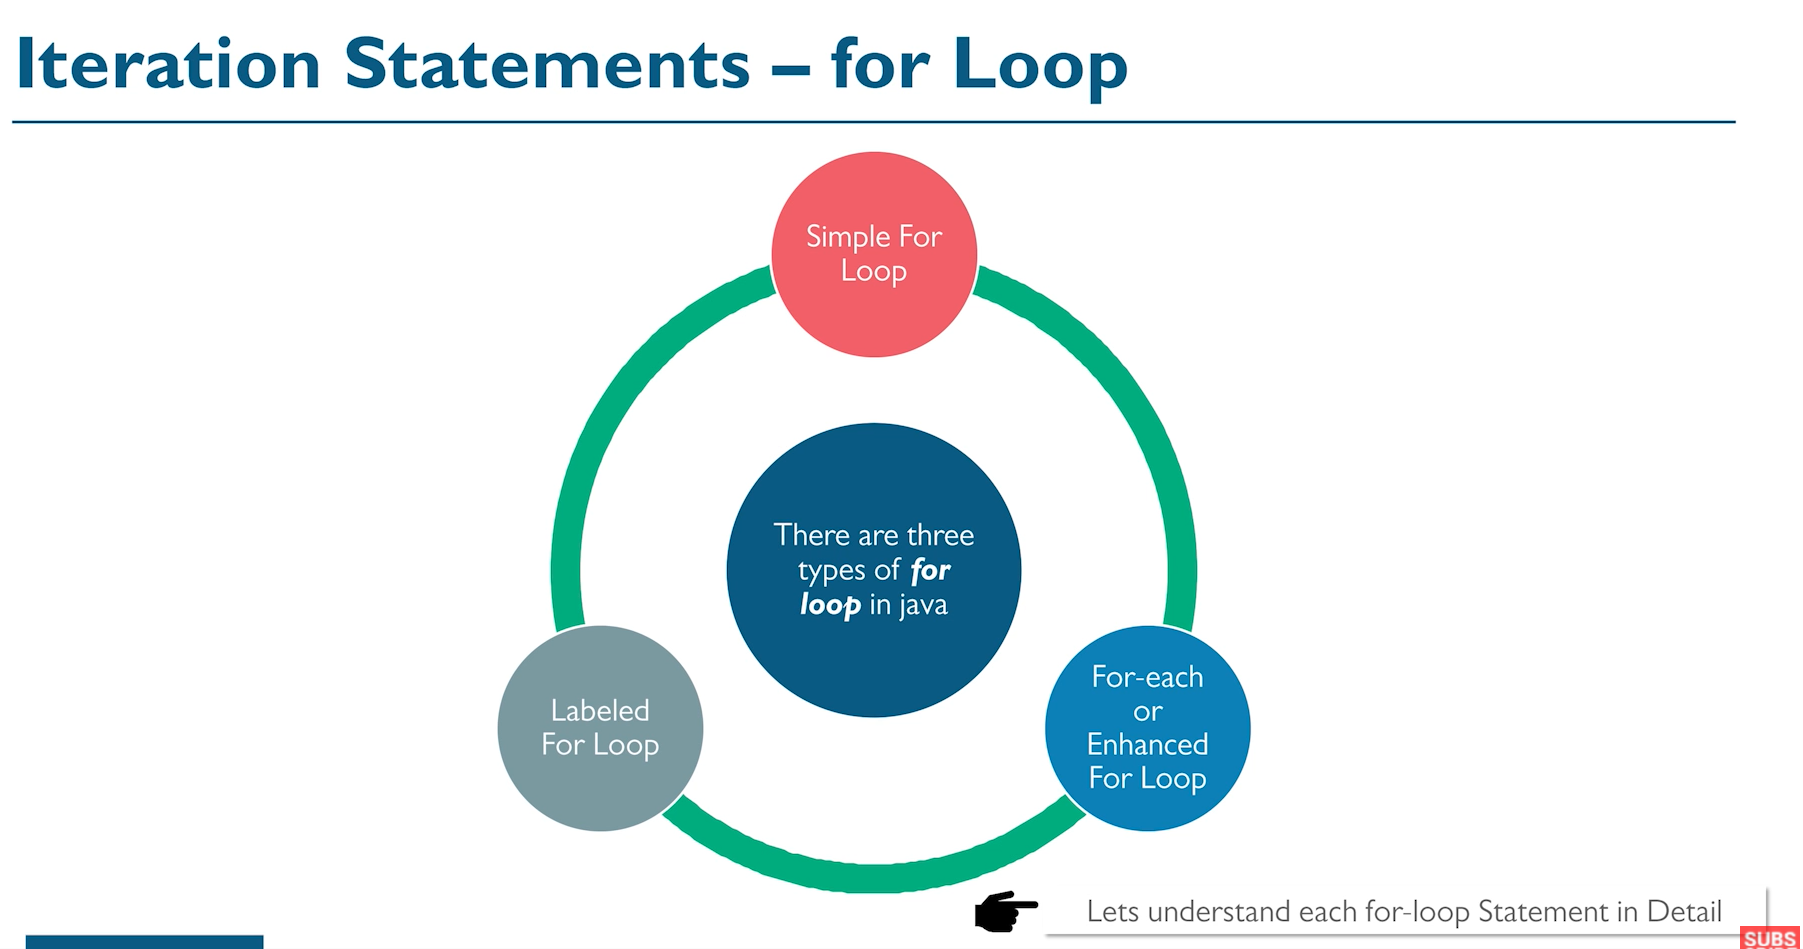 Iteration Statements – for Loop
Simple For
Loop
There are three
types of for
loop in java
Labeled
For Loop
For-each
or
Enhanced
For Loop
Lets understand each for-loop Statement in Detail
SUBS